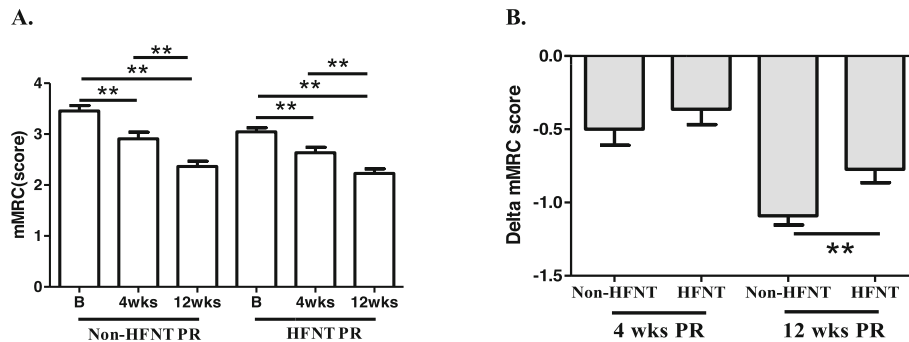 A.
** 
** 
**
**
**
**
mMRC(score)
4
3
2
1
0
B 4wks 12wks B 4wks 12wks
Non-HFNT PR HFNT PR
B.
Delta mMRC score
0.0
-0.5
-1.0
-1.5
**
Non-HFNT HFNT Non-HFNT HFNT
4 wks PR 12 wks PR